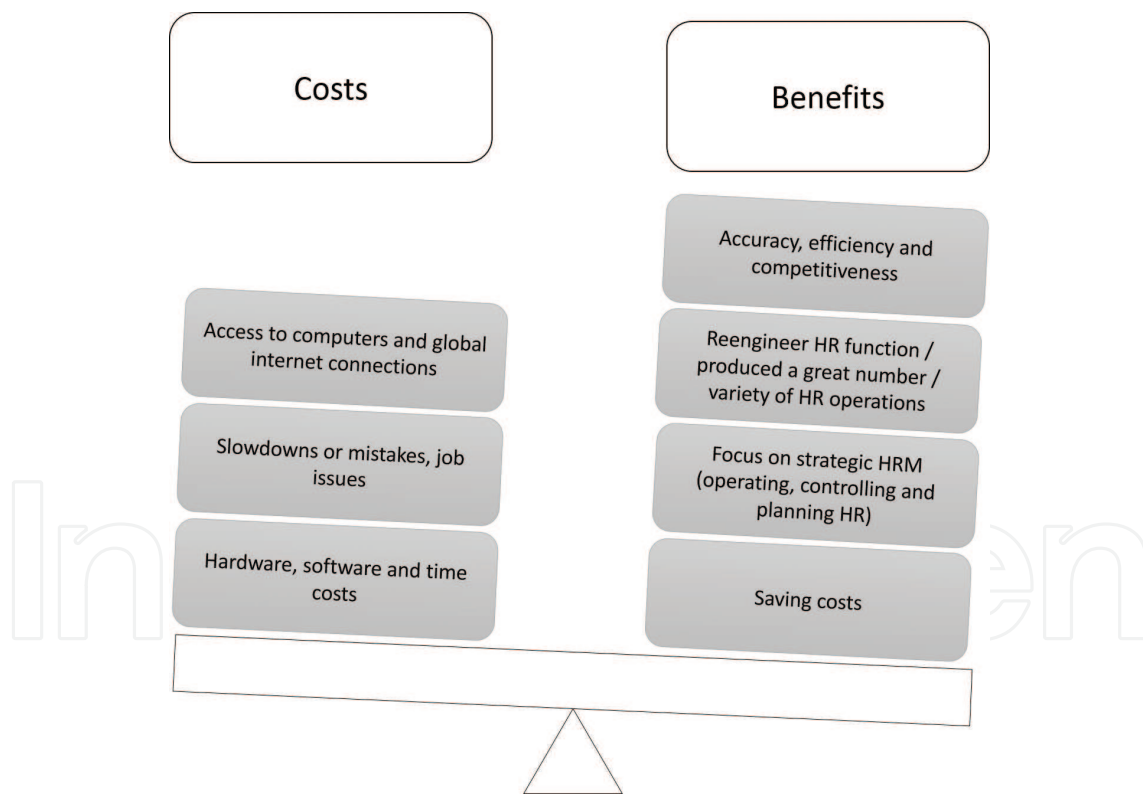 Costs
Benefits
Access to computers and global
internet connections
Slowdowns or mistakes, job
issues
Hardware, software and time
costs
Accuracy, efficiency and
competitiveness
Reengineer HR function /
produced a great number /
variety of HR operations
Focus on strategic HRM
(operating, controlling and
planning HR)
Saving costs
In
en